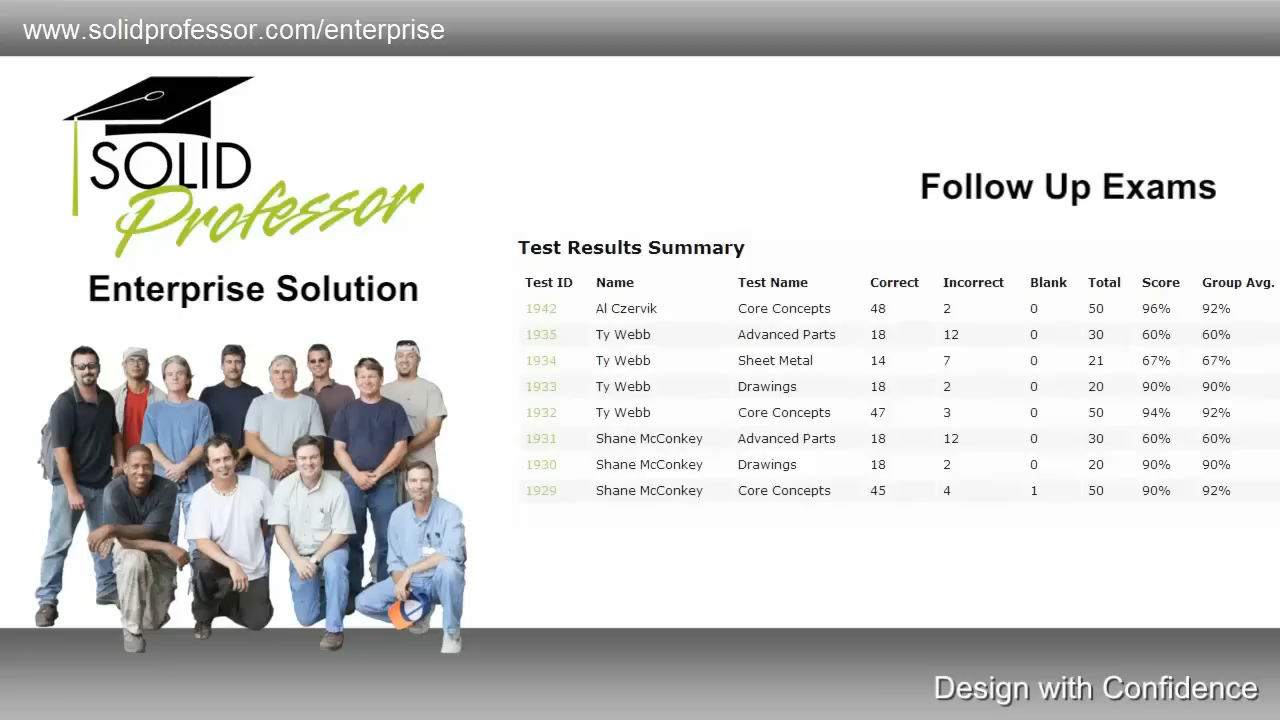 www.solidprofessor.com/enterprise
SOLID
Professor
Enterprise Solution
Follow Up Exams
Test Results Summary
Test ID Name Test Name Correct Incorrect Blank Total Score Group Avg.
1942 Al Czervik Core Concepts 48 2 0 50 96% 92%
1935 Ty Webb Advanced Parts 18 12 0 30 60% 60%
1934 Ty Webb Sheet Metal 14 7 0 21 67% 67%
1933 Ty Webb Drawings 18 2 0 20 90% 90%
1932 Ty Webb Core Concepts 47 3 0 50 94% 92%
1931 Shane McConkey Advanced Parts 18 12 0 30 60% 60%
1930 Shane McConkey Drawings 18 2 0 20 90% 90%
1929 Shane McConkey Core Concepts 45 4 1 50 90% 92%
Design with Confidence